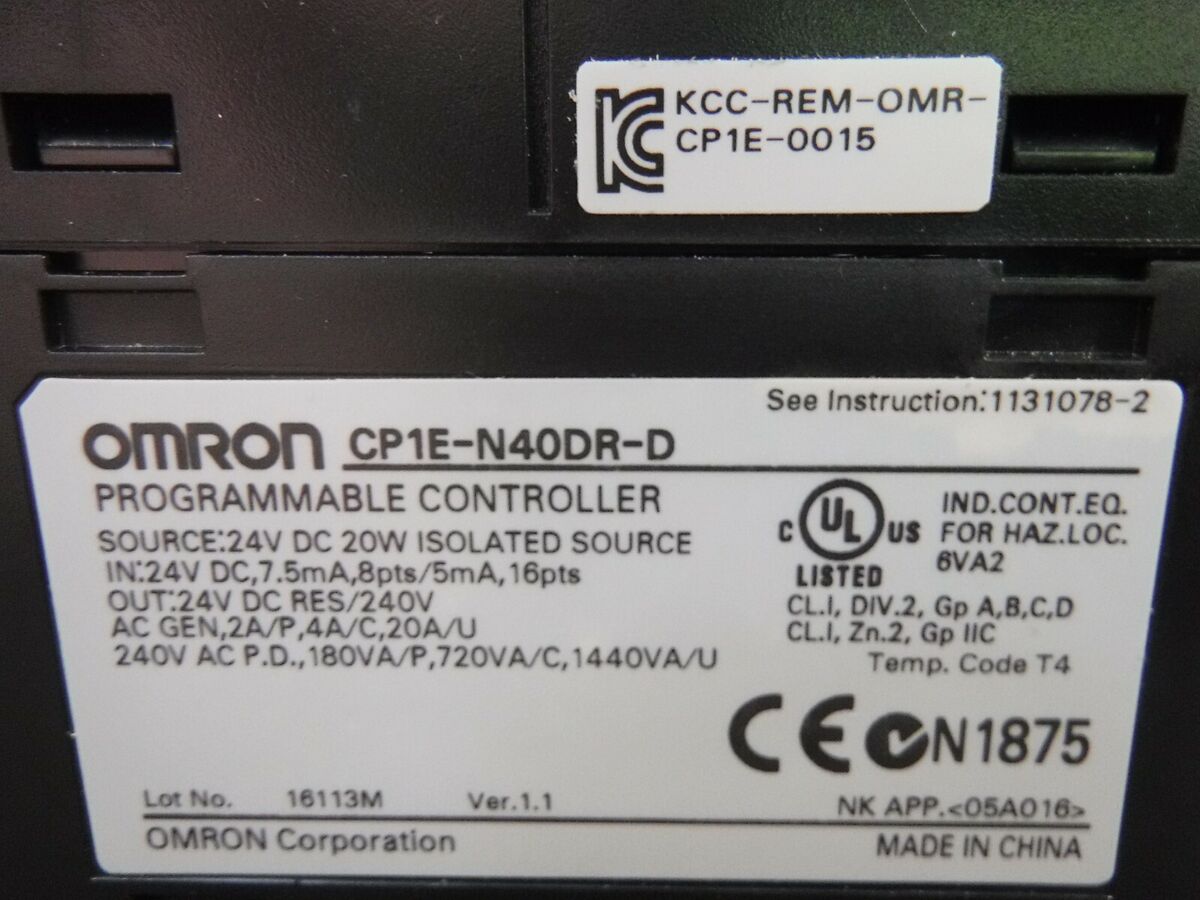 KCC-REM-OMR-
CP1E-0015
See Instruction:1131078-2
OMRON CP1E-N40DR-D
PROGRAMMABLE CONTROLLER
SOURCE:24V DC 20W ISOLATED SOURCE
IN:24V DC,7.5mA,8pts/5mA,16pts
OUT:24V DC RES/240V
AC GEN,2A/P,4A/C,20A/U
240V AC P.D.,180VA/P,720VA/C,1440VA/U
C UL US
LISTED
IND.CONT.EQ.
FOR HAZ.LOC.
6VA2
CL.I, DIV.2, Gp A,B,C,D
CL.I, Zn.2, Gp IIC
Temp. Code T4
CE N1875
Lot No. 16113M Ver.1.1
NK APP.<05A016>
OMRON Corporation
MADE IN CHINA